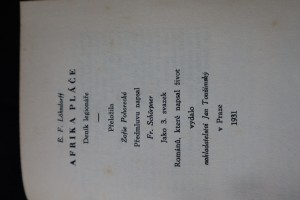 E. F. Löhndorff
AFRIKA PLÁČE
Deník legionáře
Přeložila
Zofie Pohorecká
Předmluvu napsal
Fr. Schörpner
Jako 3. svazek
Románů, které napsal život
vydalo
nakladatelství Jan Toužimský
v Praze
1931